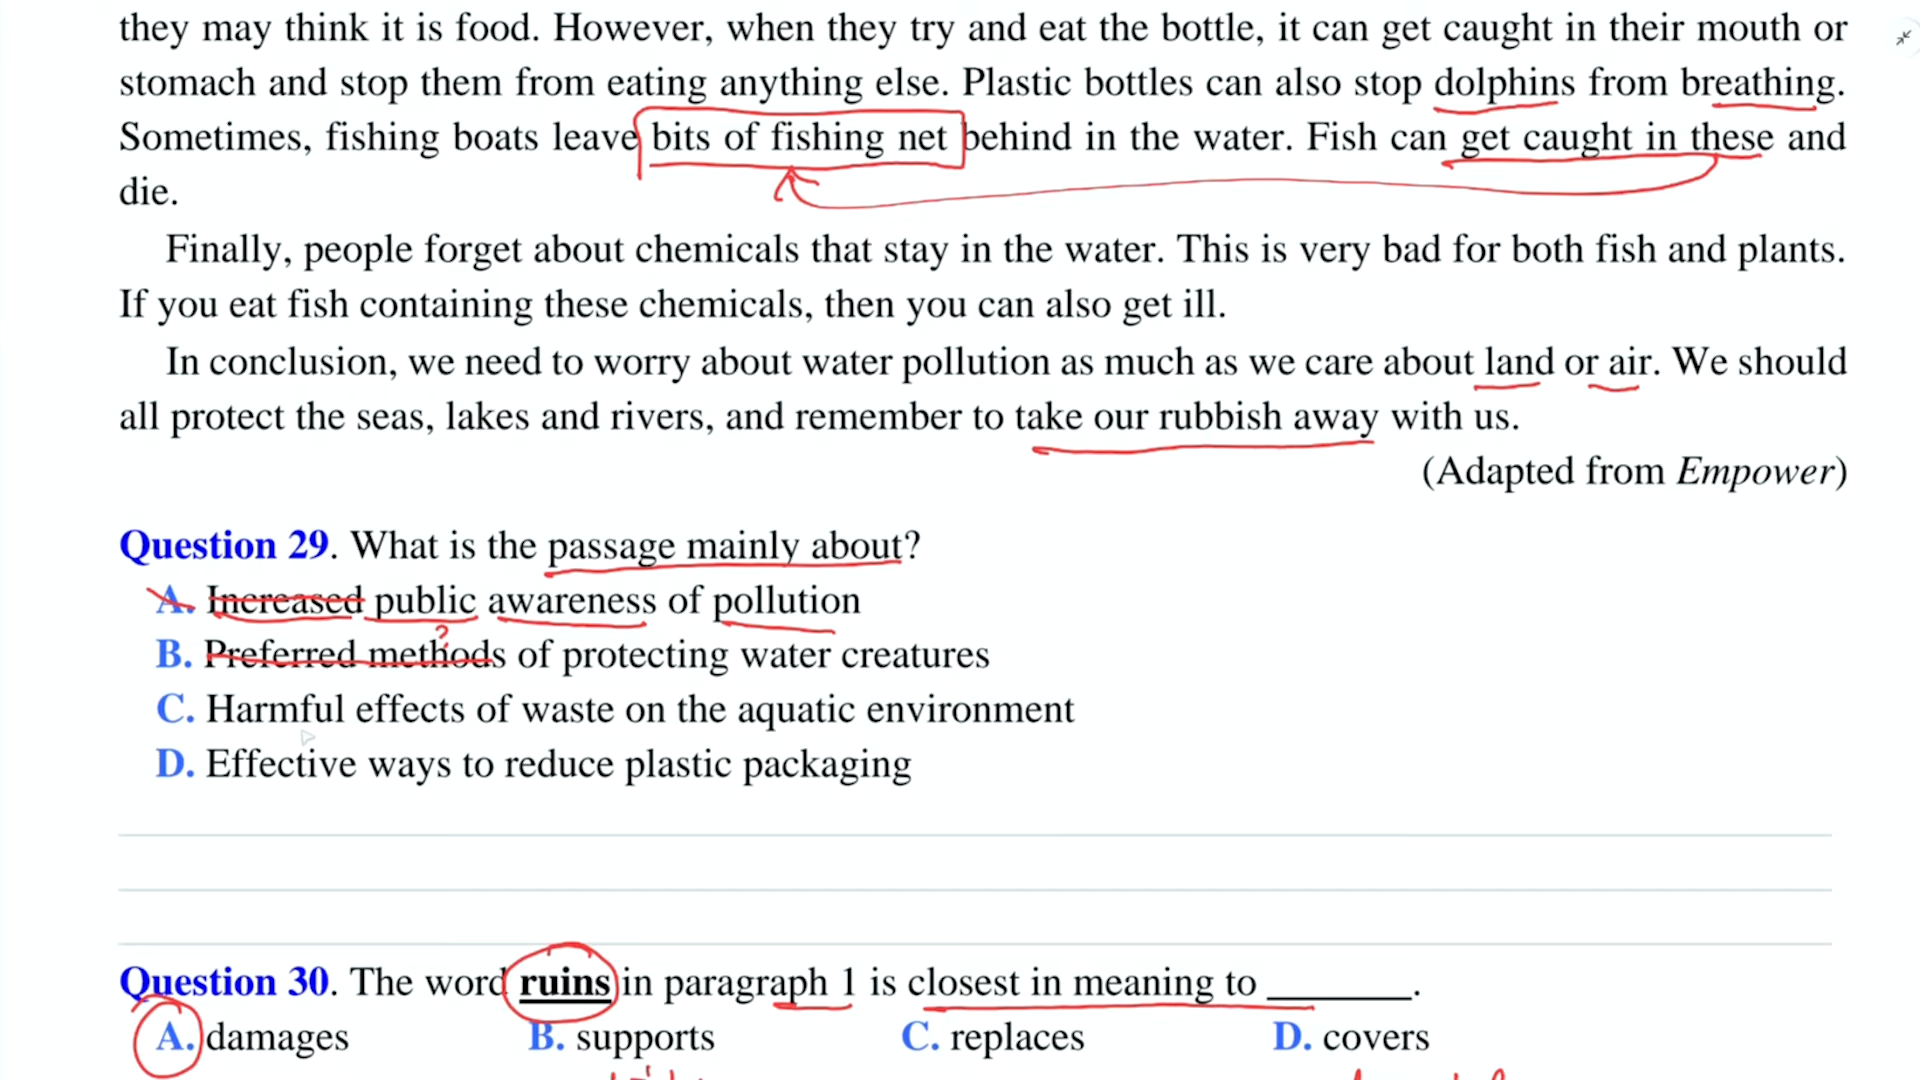 they may think it is food. However, when they try and eat the bottle, it can get caught in their mouth or
stomach and stop them from eating anything else. Plastic bottles can also stop dolphins from breathing.
Sometimes, fishing boats leave bits of fishing net behind in the water. Fish can get caught in these and
die.
Finally, people forget about chemicals that stay in the water. This is very bad for both fish and plants.
If you eat fish containing these chemicals, then you can also get ill.
In conclusion, we need to worry about water pollution as much as we care about land or air. We should
all protect the seas, lakes and rivers, and remember to take our rubbish away with us.
(Adapted from Empower)
Question 29. What is the passage mainly about?
A. Increased public awareness of pollution
?
B. Preferred methods of protecting water creatures
C. Harmful effects of waste on the aquatic environment
D. Effective ways to reduce plastic packaging
Question 30. The word ruins in paragraph 1 is closest in meaning to _______.
A. damages B. supports C. replaces D. covers